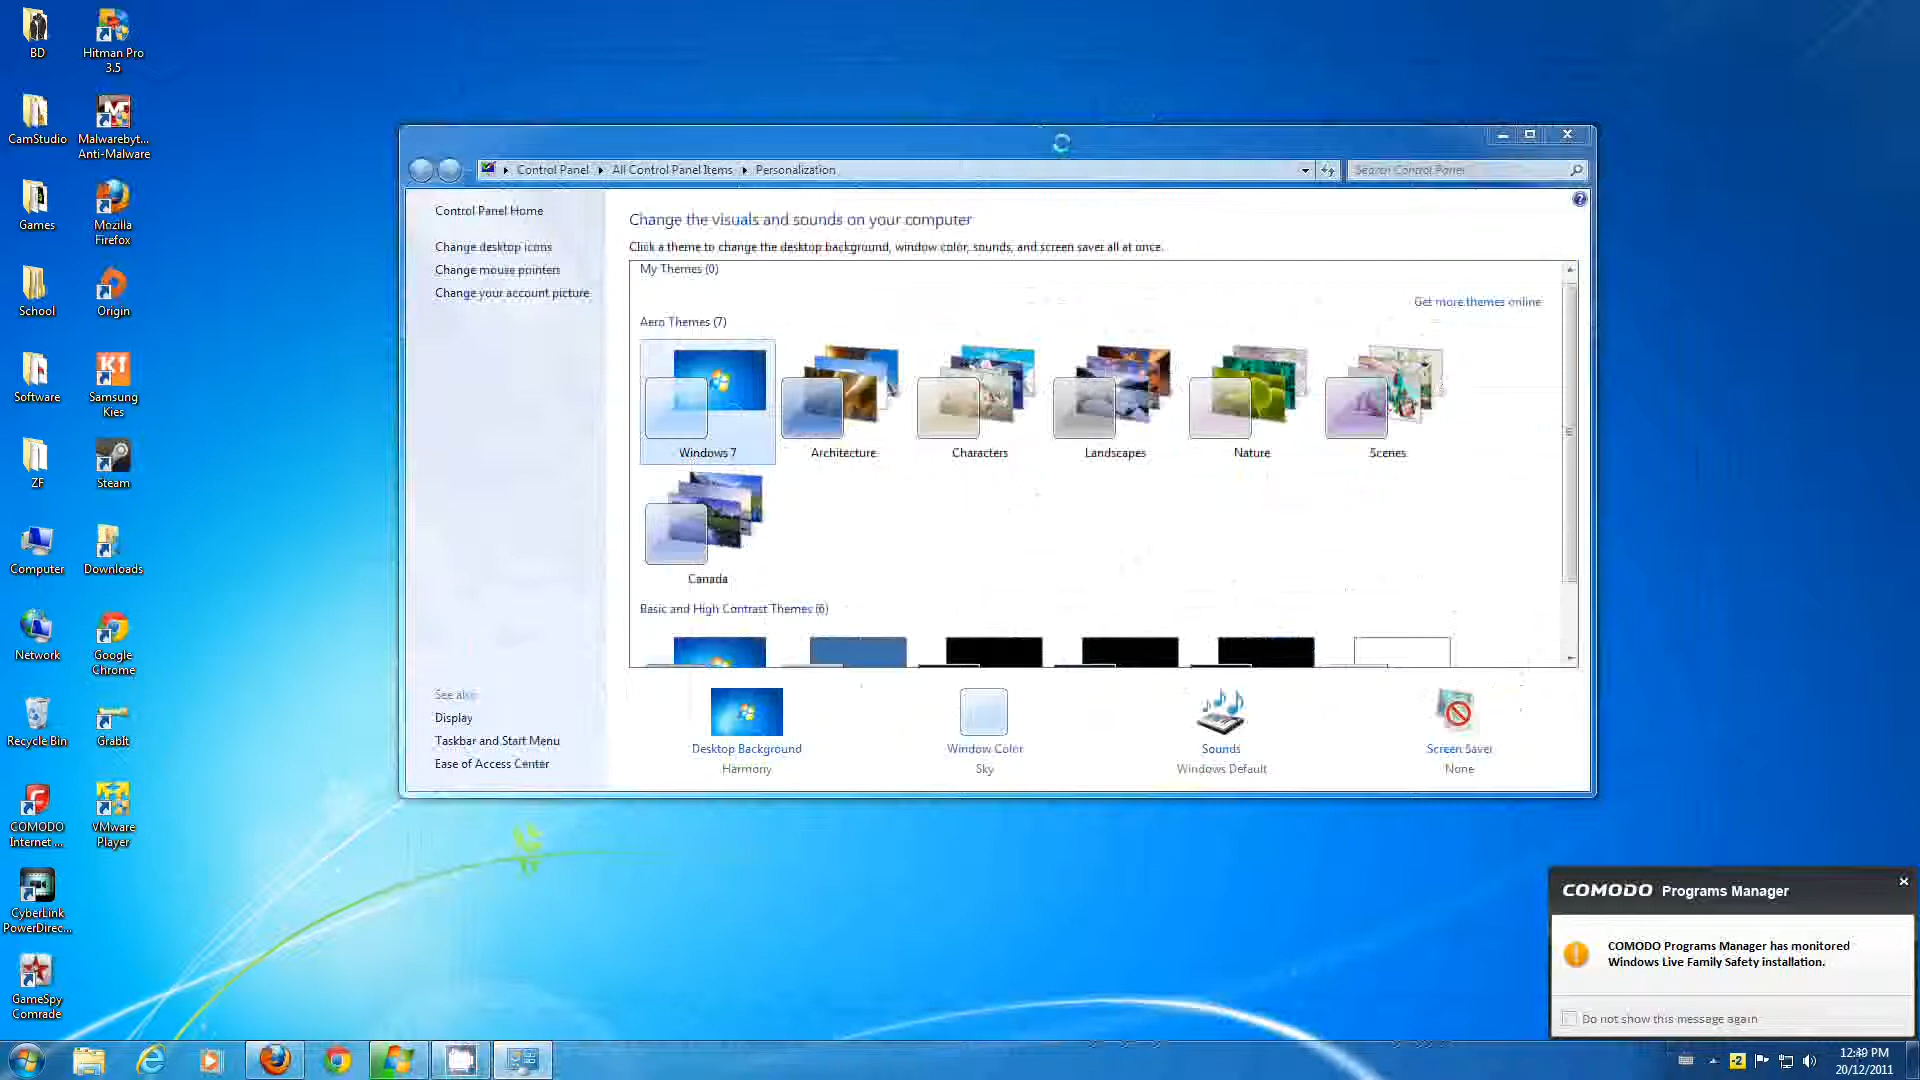 BD
Hitman Pro
3.5
CamStudio
Malwarebyt...
Anti-Malware
Games
Mozilla
Firefox
School
Origin
Software
Samsung
Kies
ZF
Steam
Computer
Downloads
Network
Google
Chrome
Recycle Bin
GrabIt
COMODO
Internet ...
VMware
Player
CyberLink
PowerDirec...
GameSpy
Comrade
Control Panel
All Control Panel Items
Personalization
Search Control Panel
Control Panel Home
Change desktop icons
Change mouse pointers
Change your account picture
See also
Display
Taskbar and Start Menu
Ease of Access Center
Change the visuals and sounds on your computer
Click a theme to change the desktop background, window color, sounds, and screen saver all at once.
My Themes (0)
Get more themes online
Aero Themes (7)
Windows 7
Architecture
Characters
Landscapes
Nature
Scenes
Canada
Basic and High Contrast Themes (6)
Desktop Background
Harmony
Window Color
Sky
Sounds
Windows Default
Screen Saver
None
COMODO Programs Manager
COMODO Programs Manager has monitored
Windows Live Family Safety installation.
Do not show this message again
-2
12:49 PM
20/12/2011